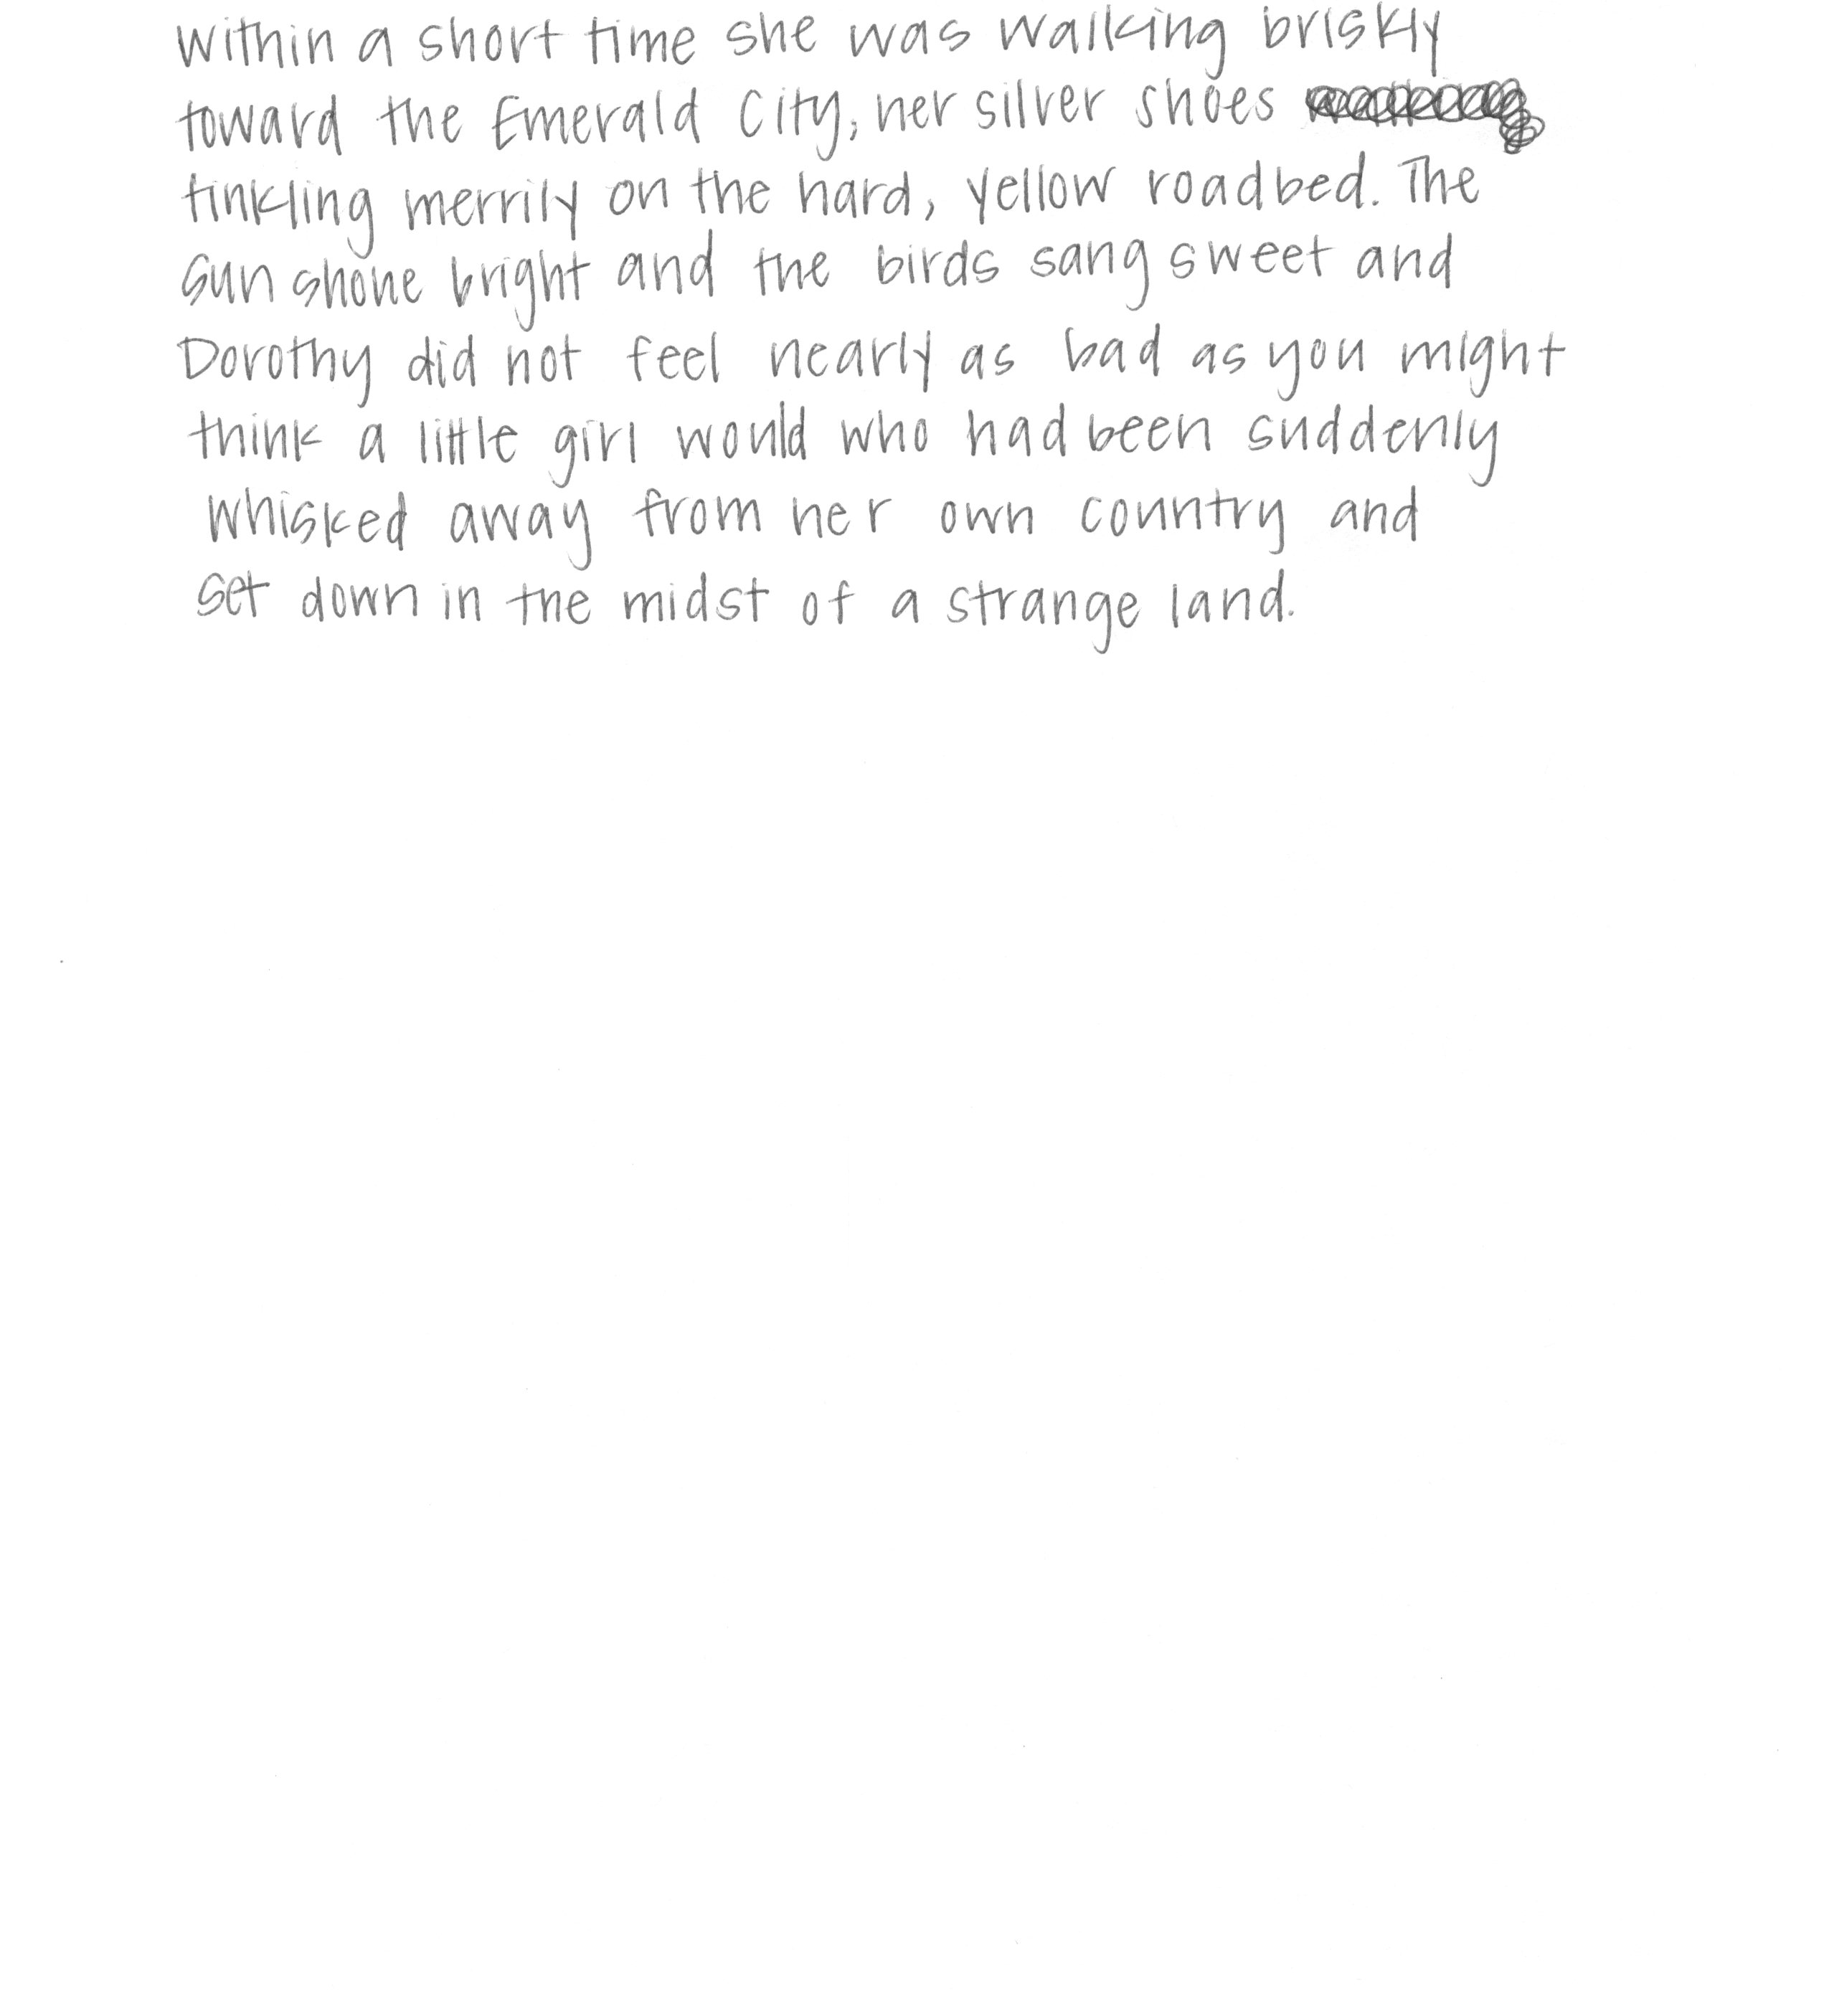 Within a short time she was walking briskly
toward the Emerald City, her silver shoes
tinkling merrily on the hard, yellow roadbed. The
sun shone bright and the birds sang sweet and
Dorothy did not feel nearly as bad as you might
think a little girl would who had been suddenly
whisked away from her own country and
set down in the midst of a strange land.